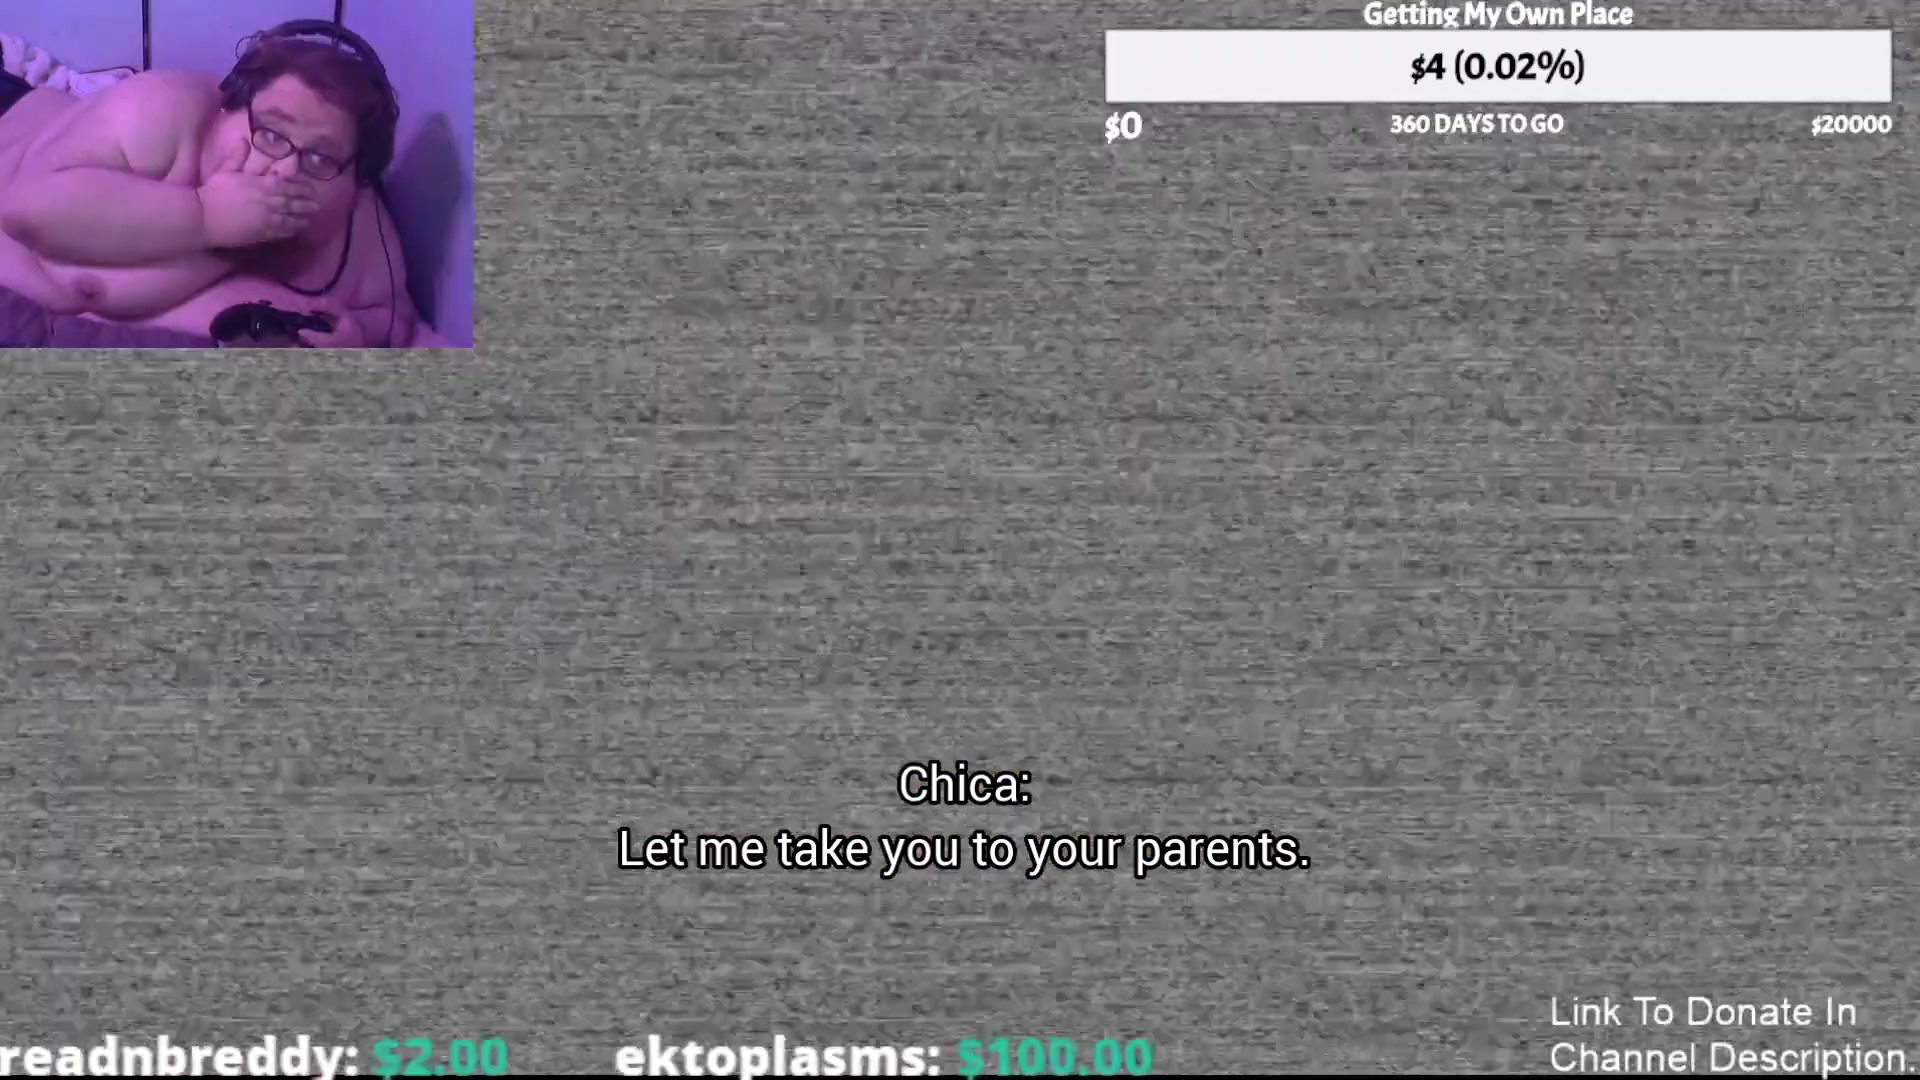 Getting My Own Place
$4 (0.02%)
$0 360 DAYS TO GO $20000
Chica:
Let me take you to your parents.
Link To Donate In
Channel Description.
readnbreddy: $2.00 ektoplasms: $100.00